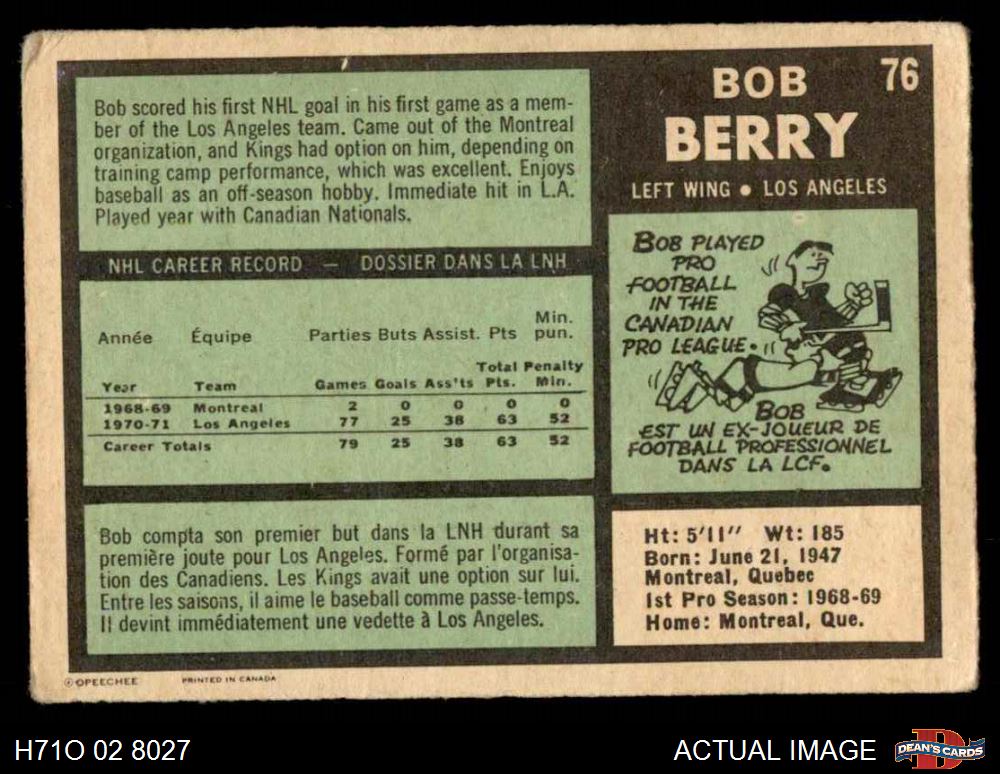 BOB 76
BERRY
LEFT WING • LOS ANGELES
Bob scored his first NHL goal in his first game as a mem-
ber of the Los Angeles team. Came out of the Montreal
organization, and Kings had option on him, depending on
training camp performance, which was excellent. Enjoys
baseball as an off-season hobby. Immediate hit in L.A.
Played year with Canadian Nationals.
NHL CAREER RECORD — DOSSIER DANS LA LNH
Année Équipe Parties Buts Assist. Pts Min. pun.
Year Team Games Goals Ass'ts Total Pts. Penalty Min.
1968-69 Montreal 2 0 0 0 0
1970-71 Los Angeles 77 25 38 63 52
Career Totals 79 25 38 63 52
BOB PLAYED
PRO
FOOTBALL
IN THE
CANADIAN
PRO LEAGUE.
BOB
EST UN EX-JOUEUR DE
FOOTBALL PROFESSIONNEL
DANS LA LCF.
Bob compta son premier but dans la LNH durant sa
première joute pour Los Angeles. Formé par l'organisa-
tion des Canadiens. Les Kings avait une option sur lui.
Entre les saisons, il aime le baseball comme passe-temps.
Il devint immédiatement une vedette à Los Angeles.
Ht: 5'11" Wt: 185
Born: June 21, 1947
Montreal, Quebec
1st Pro Season: 1968-69
Home: Montreal, Que.
©OPEECHEE PRINTED IN CANADA
H71O 02 8027 ACTUAL IMAGE DEAN'S CARDS